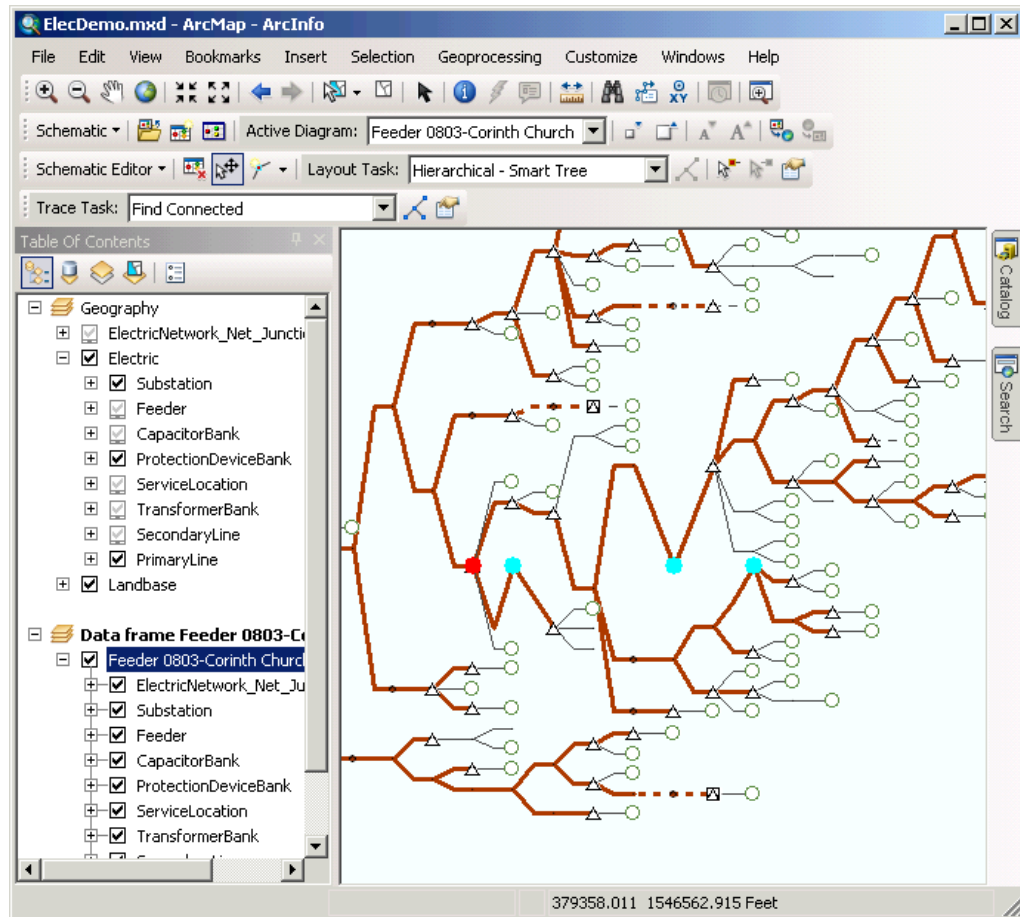 ElecDemo.mxd - ArcMap - ArcInfo
File Edit View Bookmarks Insert Selection Geoprocessing Customize Windows Help
Schematic Active Diagram: Feeder 0803-Corinth Church
Schematic Editor Layout Task: Hierarchical - Smart Tree
Trace Task: Find Connected
Table Of Contents
Geography
ElectricNetwork_Net_Juncti
Electric
Substation
Feeder
CapacitorBank
ProtectionDeviceBank
ServiceLocation
TransformerBank
SecondaryLine
PrimaryLine
Landbase
Data frame Feeder 0803-Co
Feeder 0803-Corinth Churc
ElectricNetwork_Net_Ju
Substation
Feeder
CapacitorBank
ProtectionDeviceBank
ServiceLocation
TransformerBank
Catalog
Search
379358.011 1546562.915 Feet